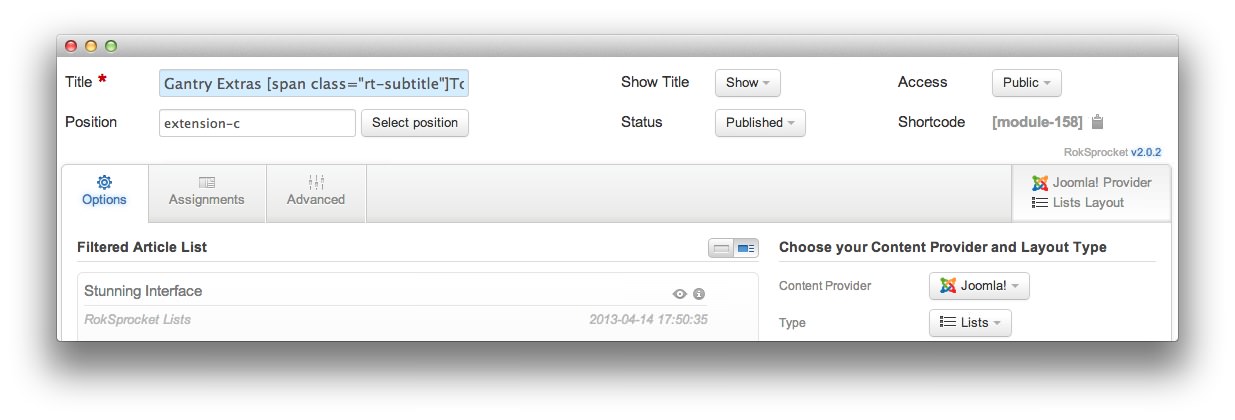 Title * Gantry Extras [span class="rt-subtitle"]To Show Title Show Access Public
Position extension-c Select position Status Published Shortcode [module-158]
RokSprocket v2.0.2
Options Assignments Advanced Joomla! Provider
Lists Layout
Filtered Article List Choose your Content Provider and Layout Type
Stunning Interface Content Provider Joomla!
RokSprocket Lists 2013-04-14 17:50:35 Type Lists